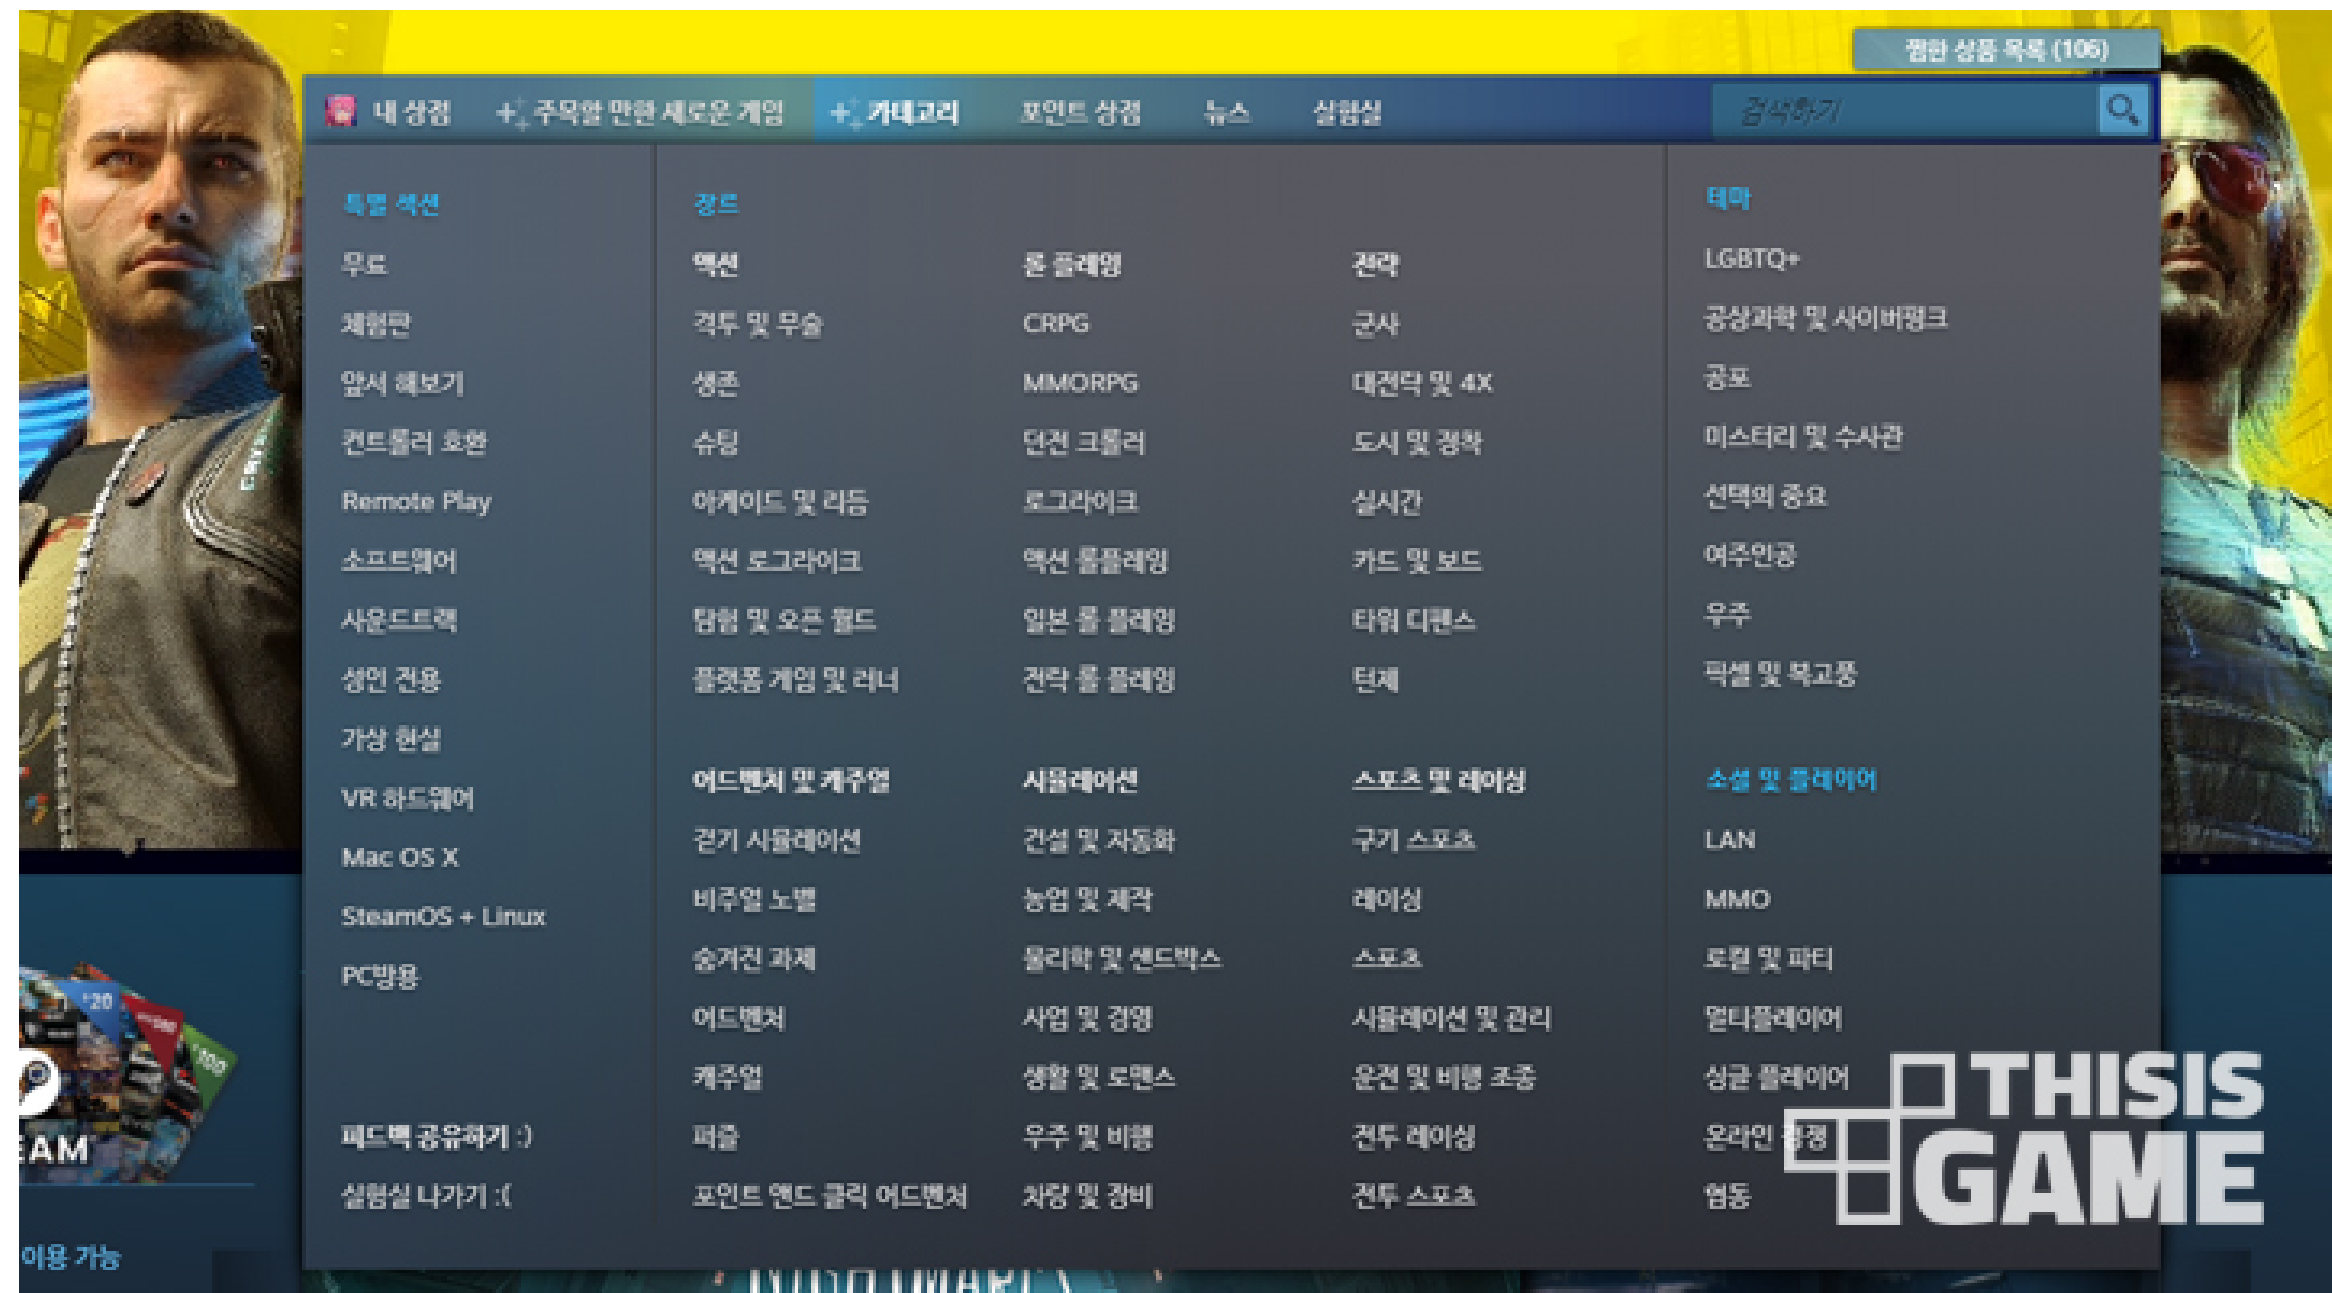 찜한 상품 목록 (106)
내 상점
주목할 만한 새로운 게임
카테고리
포인트 상점
뉴스
실험실
검색하기
특별 섹션
무료
체험판
앞서 해보기
컨트롤러 호환
Remote Play
소프트웨어
사운드트랙
성인 전용
가상 현실
VR 하드웨어
Mac OS X
SteamOS + Linux
PC방용
피드백 공유하기 :)
실험실 나가기 :(
장르
액션
격투 및 무술
생존
슈팅
아케이드 및 리듬
액션 로그라이크
탐험 및 오픈 월드
플랫폼 게임 및 러너
롤 플레잉
CRPG
MMORPG
던전 크롤러
로그라이크
액션 롤플레잉
일본 롤 플레잉
전략 롤 플레잉
전략
군사
대전략 및 4X
도시 및 정착
실시간
카드 및 보드
타워 디펜스
턴제
어드벤처 및 캐주얼
걷기 시뮬레이션
비주얼 노벨
숨겨진 과제
어드벤처
캐주얼
퍼즐
포인트 앤드 클릭 어드벤처
시뮬레이션
건설 및 자동화
농업 및 제작
물리학 및 샌드박스
사업 및 경영
생활 및 로맨스
우주 및 비행
차량 및 장비
스포츠 및 레이싱
구기 스포츠
레이싱
스포츠
시뮬레이션 및 관리
운전 및 비행 조종
전투 레이싱
전투 스포츠
테마
LGBTQ+
공상과학 및 사이버펑크
공포
미스터리 및 수사관
선택의 중요
여주인공
우주
픽셀 및 복고풍
소셜 및 플레이어
LAN
MMO
로컬 및 파티
멀티플레이어
싱글 플레이어
온라인 경쟁
협동
THISIS
GAME
$20
$100
EAM
이용 가능